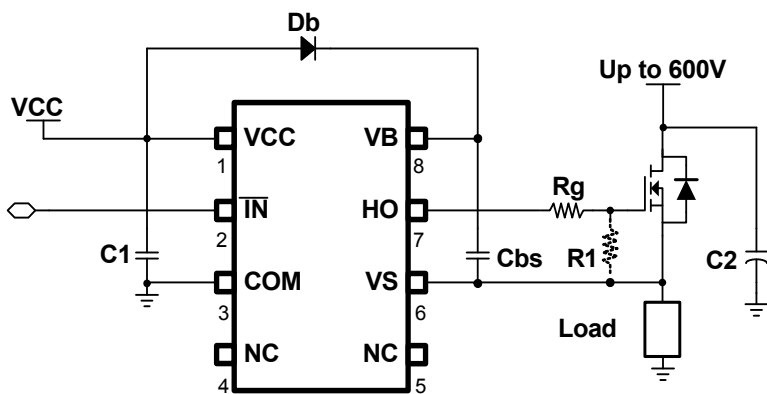 Db
Up to 600V
VCC
VCC
VB
1
8
IN
HO
Rg
2
7
C1
Cbs
R1
C2
COM
VS
3
6
Load
NC
NC
4
5